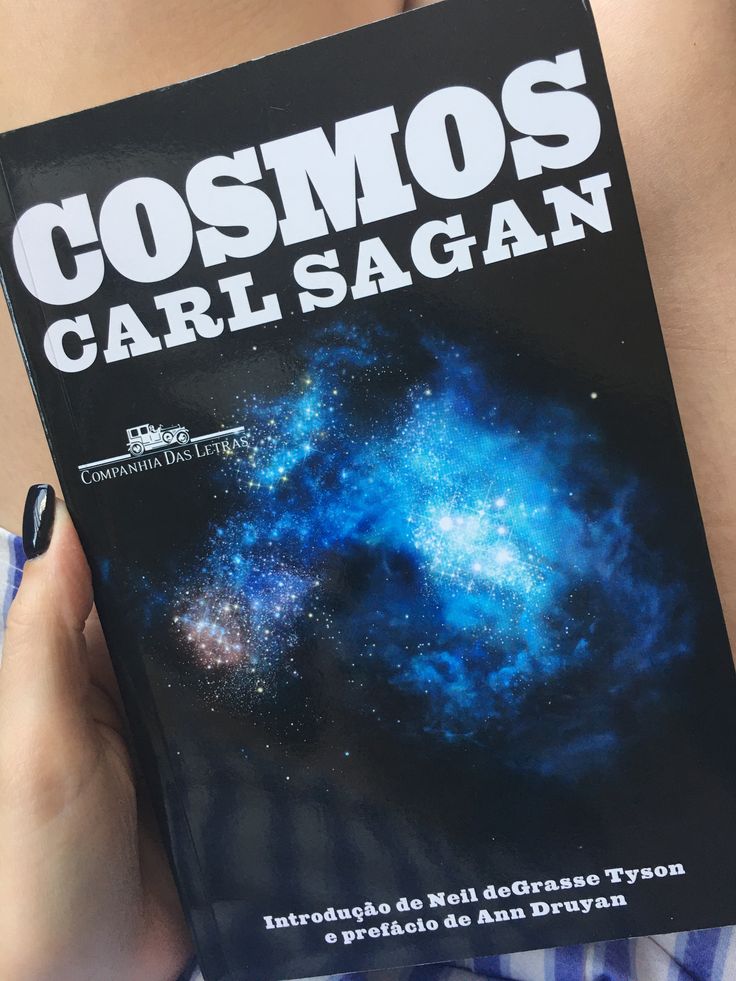 COSMOS
CARL SAGAN
COMPANHIA DAS LETRAS
Introdução de Neil deGrasse Tyson
e prefácio de Ann Druyan